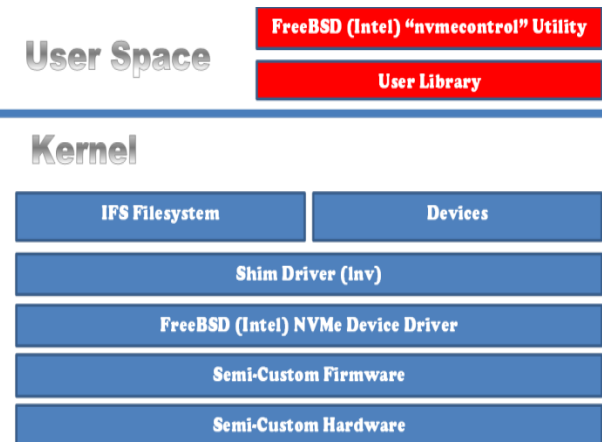 FreeBSD (Intel) “nvmecontrol” Utility
User Space
User Library
Kernel
IFS Filesystem
Devices
Shim Driver (lnv)
FreeBSD (Intel) NVMe Device Driver
Semi-Custom Firmware
Semi-Custom Hardware